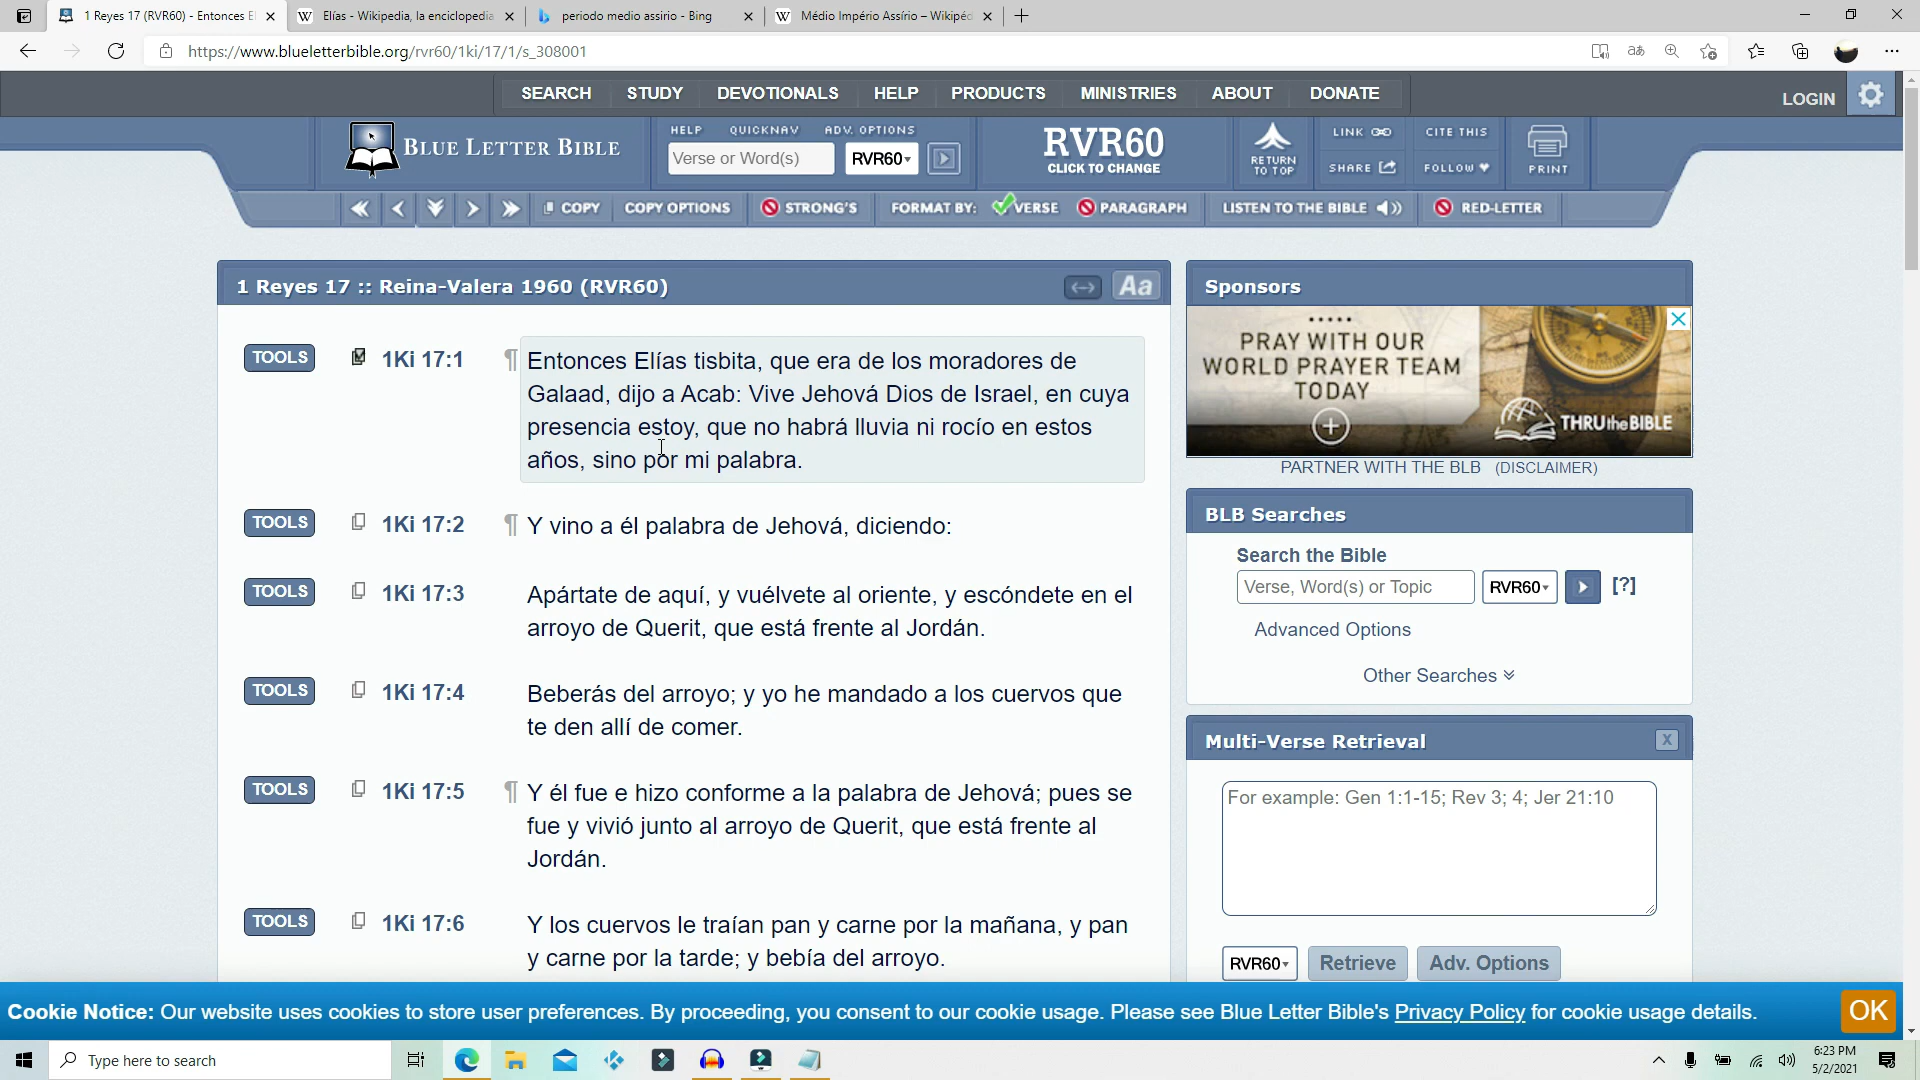 1 Reyes 17 (RVR60) - Entonces E
Elías - Wikipedia, la enciclopedia
periodo medio assirio - Bing
Médio Império Assírio – Wikipéd
https://www.blueletterbible.org/rvr60/1ki/17/1/s_308001
SEARCH STUDY DEVOTIONALS HELP PRODUCTS MINISTRIES ABOUT DONATE
LOGIN
BLUE LETTER BIBLE
HELP QUICKNAV ADV. OPTIONS
Verse or Word(s) RVR60
RVR60
CLICK TO CHANGE
RETURN
TO TOP
LINK CITE THIS
SHARE FOLLOW
PRINT
COPY COPY OPTIONS STRONG'S FORMAT BY: VERSE PARAGRAPH LISTEN TO THE BIBLE RED-LETTER
1 Reyes 17 :: Reina-Valera 1960 (RVR60)
Aa
TOOLS 1Ki 17:1 ¶ Entonces Elías tisbita, que era de los moradores de
Galaad, dijo a Acab: Vive Jehová Dios de Israel, en cuya
presencia estoy, que no habrá lluvia ni rocío en estos
años, sino por mi palabra.
TOOLS 1Ki 17:2 ¶ Y vino a él palabra de Jehová, diciendo:
TOOLS 1Ki 17:3 Apártate de aquí, y vuélvete al oriente, y escóndete en el
arroyo de Querit, que está frente al Jordán.
TOOLS 1Ki 17:4 Beberás del arroyo; y yo he mandado a los cuervos que
te den allí de comer.
TOOLS 1Ki 17:5 ¶ Y él fue e hizo conforme a la palabra de Jehová; pues se
fue y vivió junto al arroyo de Querit, que está frente al
Jordán.
TOOLS 1Ki 17:6 Y los cuervos le traían pan y carne por la mañana, y pan
y carne por la tarde; y bebía del arroyo.
Sponsors
PRAY WITH OUR
WORLD PRAYER TEAM
TODAY
THRU the BIBLE
PARTNER WITH THE BLB (DISCLAIMER)
BLB Searches
Search the Bible
Verse, Word(s) or Topic RVR60 [?]
Advanced Options
Other Searches
Multi-Verse Retrieval
X
For example: Gen 1:1-15; Rev 3; 4; Jer 21:10
RVR60 Retrieve Adv. Options
Cookie Notice: Our website uses cookies to store user preferences. By proceeding, you consent to our cookie usage. Please see Blue Letter Bible's Privacy Policy for cookie usage details.
OK
Type here to search
6:23 PM
5/2/2021